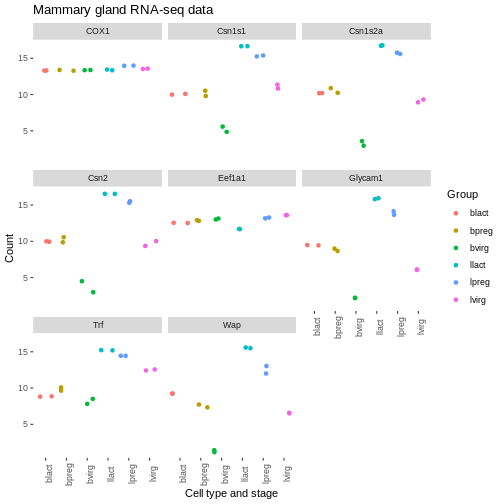 Mammary gland RNA-seq data
COX1 Csn1s1 Csn1s2a
15
10
5
Csn2 Eef1a1 Glycam1
15
10
5
Trf Wap
15
10
5
blact bpreg bvirg llact lpreg lvirg
blact bpreg bvirg llact lpreg lvirg
blact bpreg bvirg llact lpreg lvirg
Count
Cell type and stage
Group
blact
bpreg
bvirg
llact
lpreg
lvirg